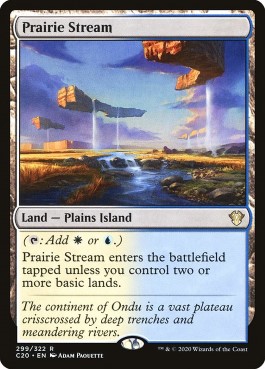 Prairie Stream
Land — Plains Island
(: Add or .)
Prairie Stream enters the battlefield
tapped unless you control two
or more basic lands.
The continent of Ondu is a vast plateau
crisscrossed by deep trenches and
meandering rivers.
299/322 R
C20 • EN ADAM PAQUETTE
™ & © 2020 Wizards of the Coast